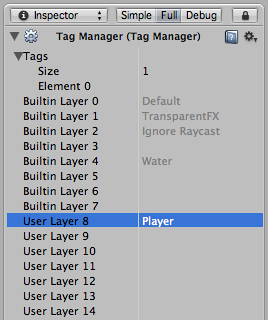 Inspector Simple Full Debug
Tag Manager (Tag Manager)
Tags
Size 1
Element 0
Builtin Layer 0 Default
Builtin Layer 1 TransparentFX
Builtin Layer 2 Ignore Raycast
Builtin Layer 3
Builtin Layer 4 Water
Builtin Layer 5
Builtin Layer 6
Builtin Layer 7
User Layer 8 Player
User Layer 9
User Layer 10
User Layer 11
User Layer 12
User Layer 13
User Layer 14